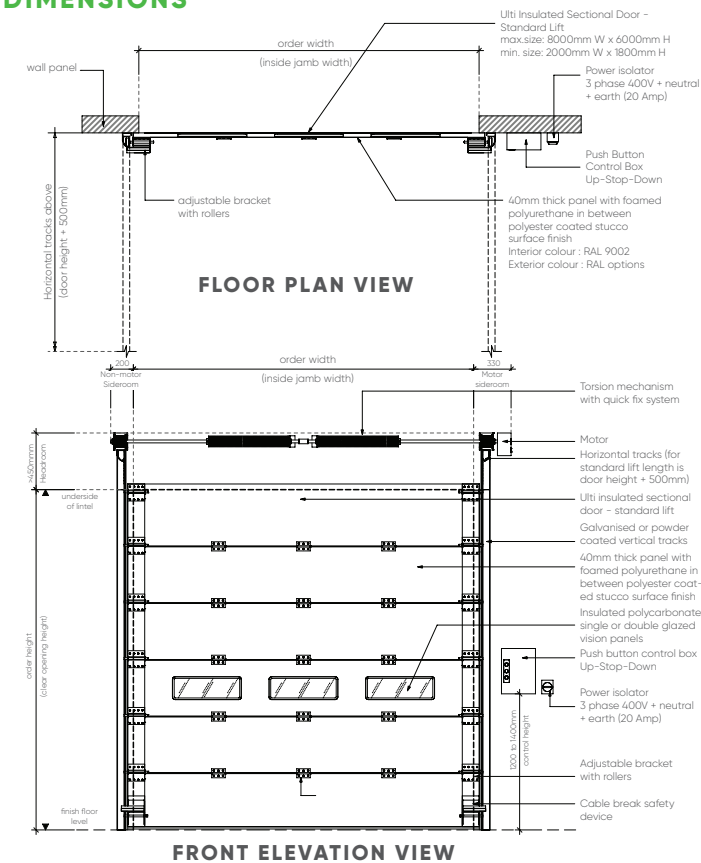 DIMENSIONS
Ulti Insulated Sectional Door -
Standard Lift
max.size: 8000mm W x 6000mm H
min. size: 2000mm W x 1800mm H
order width
(inside jamb width)
wall panel
Power isolator
3 phase 400V + neutral
+ earth (20 Amp)
Push Button
Control Box
Up-Stop-Down
adjustable bracket
with rollers
40mm thick panel with foamed
polyurethane in between
polyester coated stucco
surface finish
Interior colour : RAL 9002
Exterior colour : RAL options
Horizontal tracks above
(door height + 500mm)
FLOOR PLAN VIEW
200
Non-motor
Sideroom
order width
(inside jamb width)
330
Motor
sideroom
Torsion mechanism
with quick fix system
Motor
Horizontal tracks (for
standard lift length is
door height + 500mm)
>450mmm
Headroom
underside
of lintel
Ulti insulated sectional
door - standard lift
Galvanised or powder
coated vertical tracks
40mm thick panel with
foamed polyurethane in
between polyester coat-
ed stucco surface finish
Insulated polycarbonate
single or double glazed
vision panels
order height
(clear opening height)
Push button control box
Up-Stop-Down
Power isolator
3 phase 400V + neutral
+ earth (20 Amp)
1200 to 1400mm
control height
Adjustable bracket
with rollers
finish floor
level
Cable break safety
device
FRONT ELEVATION VIEW